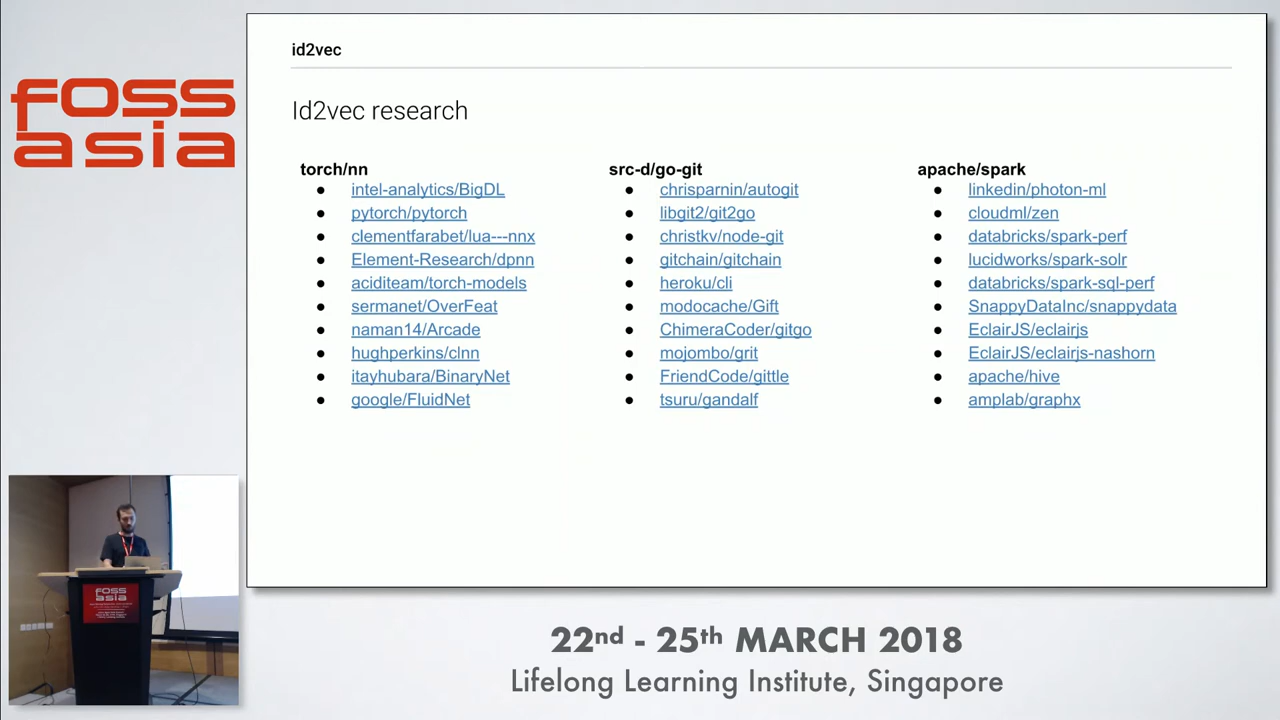 foss
asia
id2vec
Id2vec research
torch/nn
● intel-analytics/BigDL
● pytorch/pytorch
● clementfarabet/lua---nnx
● Element-Research/dpnn
● aciditeam/torch-models
● sermanet/OverFeat
● naman14/Arcade
● hughperkins/clnn
● itayhubara/BinaryNet
● google/FluidNet
src-d/go-git
● chrisparnin/autogit
● libgit2/git2go
● christkv/node-git
● gitchain/gitchain
● heroku/cli
● modocache/Gift
● ChimeraCoder/gitgo
● mojombo/grit
● FriendCode/gittle
● tsuru/gandalf
apache/spark
● linkedin/photon-ml
● cloudml/zen
● databricks/spark-perf
● lucidworks/spark-solr
● databricks/spark-sql-perf
● SnappyDataInc/snappydata
● EclairJS/eclairjs
● EclairJS/eclairjs-nashorn
● apache/hive
● amplab/graphx
foss
asia
22nd - 25th MARCH 2018
Lifelong Learning Institute, Singapore